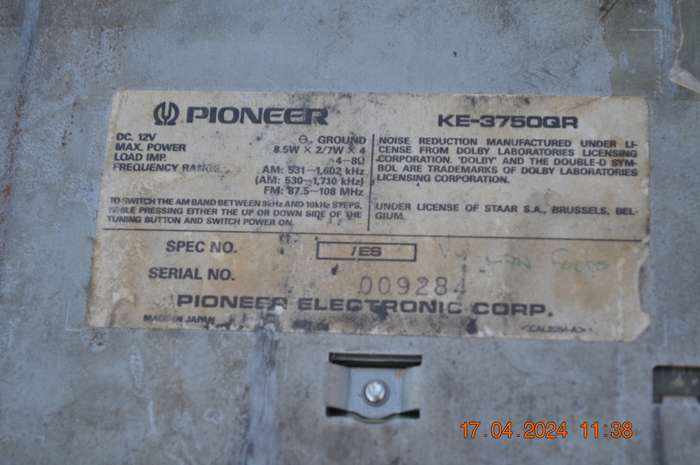 PIONEER KE-3750QR
DC. 12V ⊖ GROUND
MAX. POWER 8.5W × 2/7W × 4
LOAD IMP. 4–8Ω
FREQUENCY RANGE AM: 531–1,602 kHz
(AM: 530–1,710 kHz)
FM: 87.5–108 MHz
TO SWITCH THE AM BAND BETWEEN 9kHz AND 10kHz STEPS,
WHILE PRESSING EITHER THE UP OR DOWN SIDE OF THE
TUNING BUTTON AND SWITCH POWER ON.
NOISE REDUCTION MANUFACTURED UNDER LI-
CENSE FROM DOLBY LABORATORIES LICENSING
CORPORATION. 'DOLBY' AND THE DOUBLE-D SYM-
BOL ARE TRADEMARKS OF DOLBY LABORATORIES
LICENSING CORPORATION.
UNDER LICENSE OF STAAR S.A., BRUSSELS, BEL-
GIUM.
SPEC NO. /ES
SERIAL NO. 009284
PIONEER ELECTRONIC CORP.
MADE IN JAPAN
17.04.2024 11:38